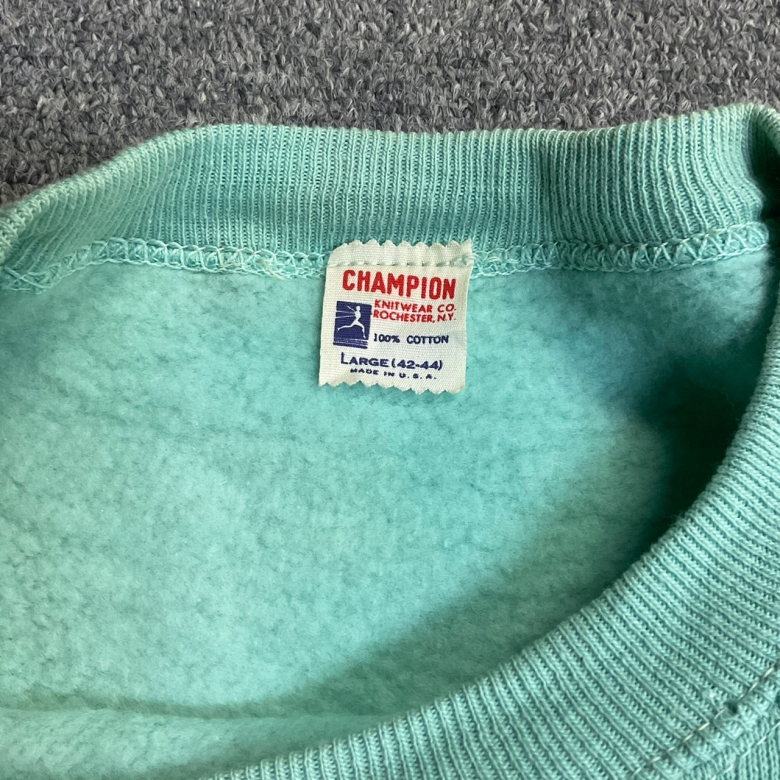 CHAMPION
KNITWEAR CO.
ROCHESTER, N.Y.
100% COTTON
LARGE (42-44)
MADE IN U.S.A.